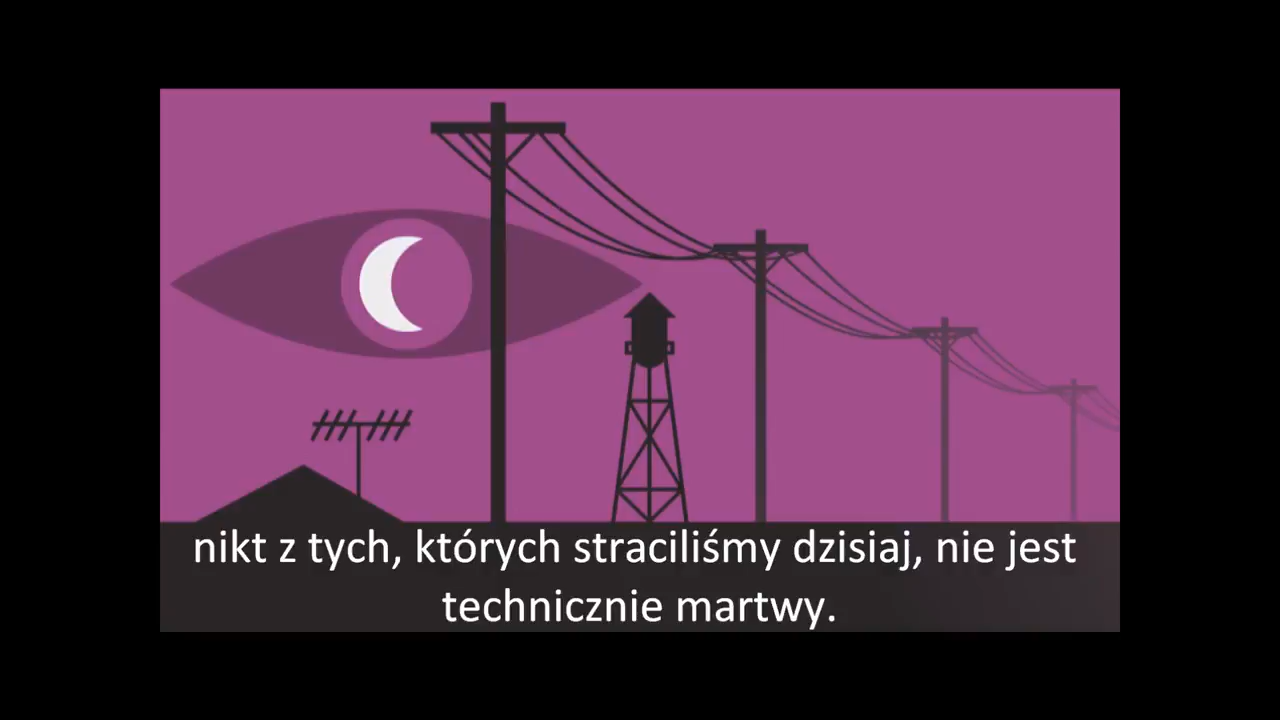 nikt z tych, których straciliśmy dzisiaj, nie jest
technicznie martwy.